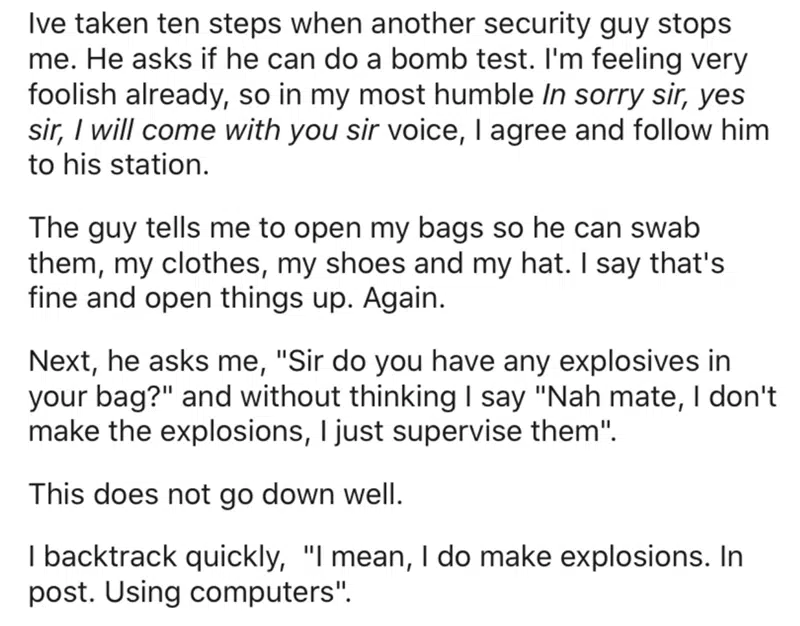 Ive taken ten steps when another security guy stops
me. He asks if he can do a bomb test. I'm feeling very
foolish already, so in my most humble In sorry sir, yes
sir, I will come with you sir voice, I agree and follow him
to his station.
The guy tells me to open my bags so he can swab
them, my clothes, my shoes and my hat. I say that's
fine and open things up. Again.
Next, he asks me, "Sir do you have any explosives in
your bag?" and without thinking I say "Nah mate, I don't
make the explosions, I just supervise them".
This does not go down well.
I backtrack quickly,  "I mean, I do make explosions. In
post. Using computers".